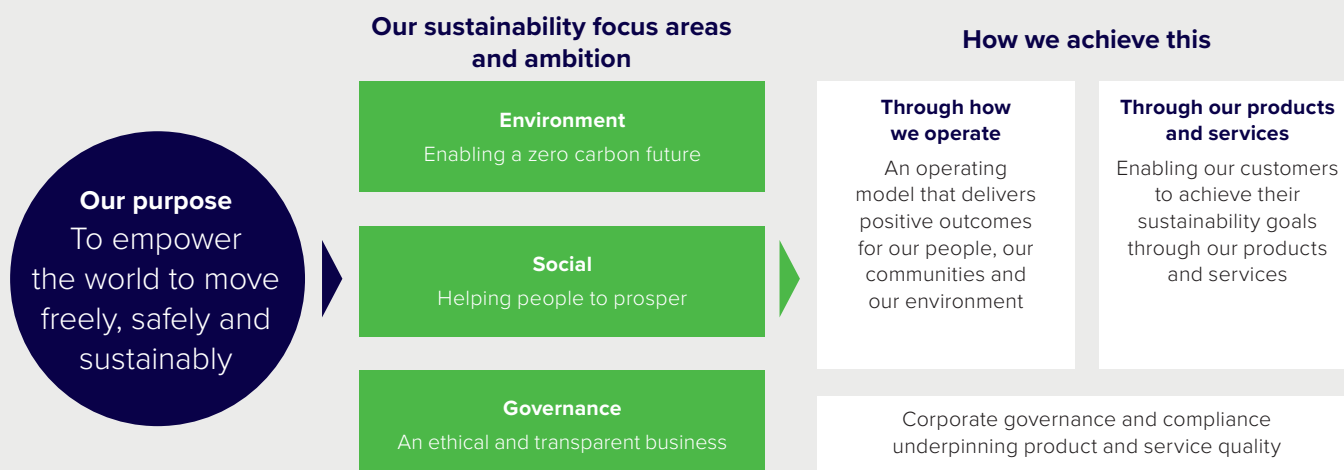 Our purpose
To empower
the world to move
freely, safely and
sustainably
Our sustainability focus areas
and ambition
Environment
Enabling a zero carbon future
Social
Helping people to prosper
Governance
An ethical and transparent business
How we achieve this
Through how
we operate
An operating
model that delivers
positive outcomes
for our people, our
communities and
our environment
Through our products
and services
Enabling our customers
to achieve their
sustainability goals
through our products
and services
Corporate governance and compliance
underpinning product and service quality